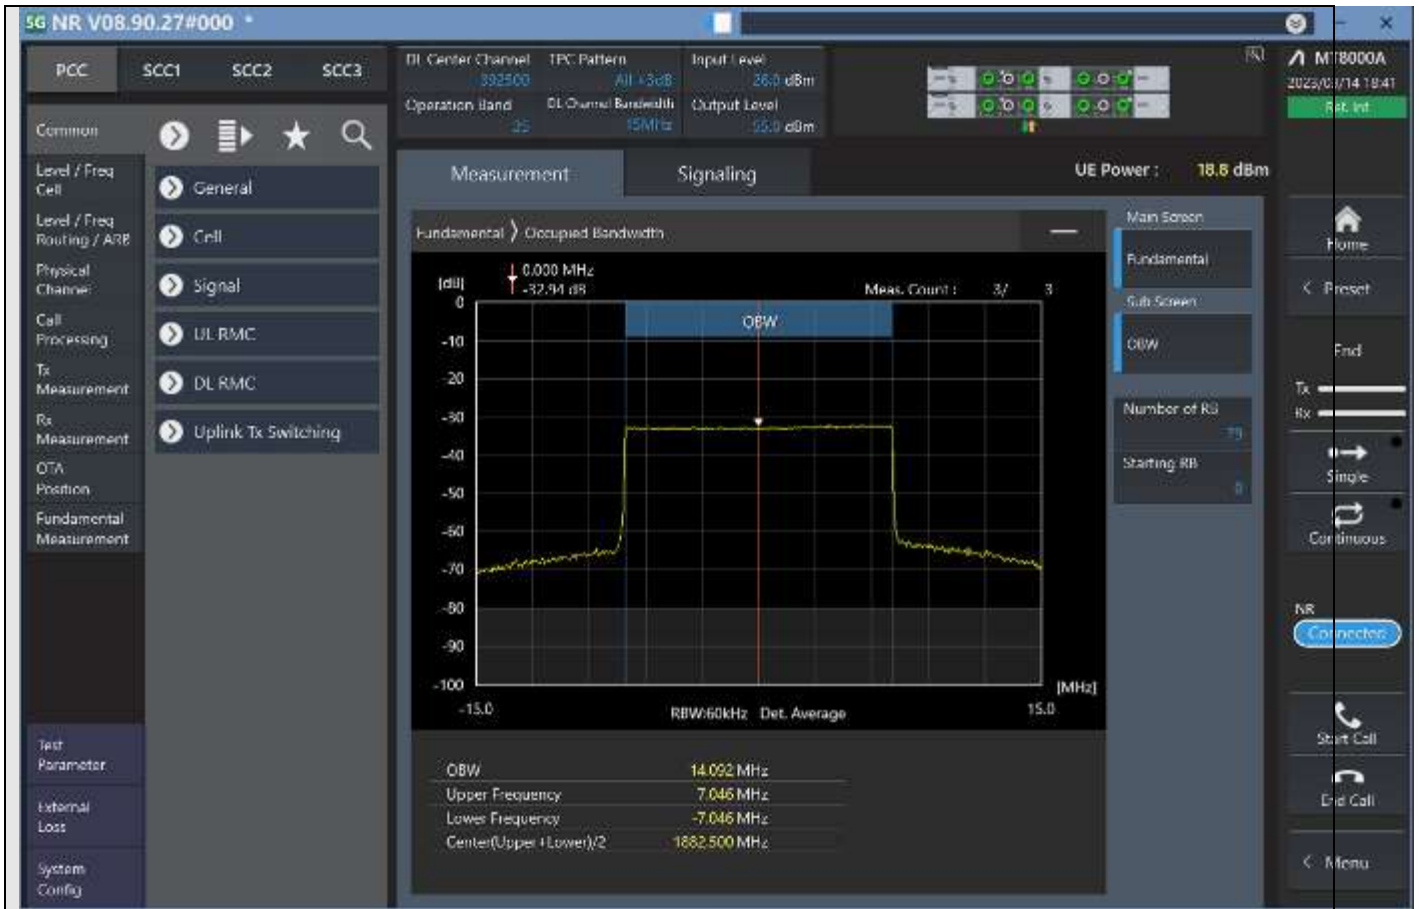 5G NR V08.90.27#000 *
PCC SCC1 SCC2 SCC3
DL Center Channel 392500
TPC Pattern All +3dB
Input Level 26.0 dBm
Operation Band 25
DL Channel Bandwidth 15MHz
Output Level -55.0 dBm
MT8000A
2023/03/14 18:41
Ref. Int
Common
Level / Freq
Cell
Level / Freq
Routing / ARB
Physical
Channel
Call
Processing
Tx
Measurement
Rx
Measurement
OTA
Position
Fundamental
Measurement
Test
Parameter
External
Loss
System
Config
General
Cell
Signal
UL RMC
DL RMC
Uplink Tx Switching
Measurement Signaling
UE Power : 18.8 dBm
Fundamental ❭ Occupied Bandwidth
[dB]
0.000 MHz
-32.94 dB
Meas. Count : 3/ 3
OBW
0
-10
-20
-30
-40
-50
-60
-70
-80
-90
-100
[MHz]
-15.0 15.0
RBW:60kHz Det. Average
OBW 14.092 MHz
Upper Frequency 7.046 MHz
Lower Frequency -7.046 MHz
Center(Upper+Lower)/2 1882.500 MHz
Main Screen
Fundamental
Sub Screen
OBW
Number of RB
79
Starting RB
0
Home
< Preset
End
Tx
Rx
Single
Continuous
NR
Connected
Start Call
End Call
< Menu